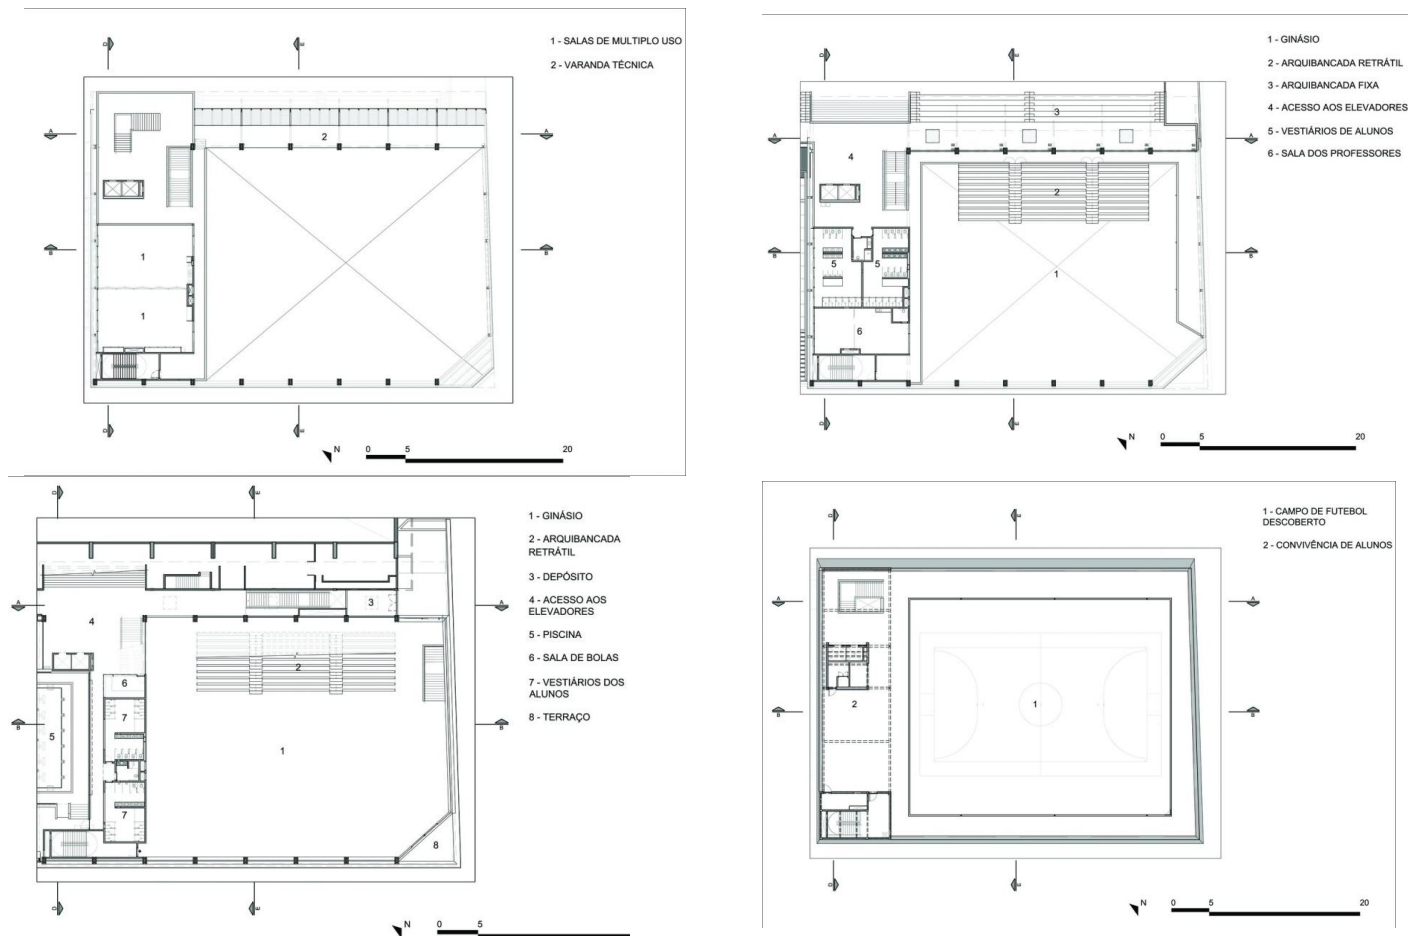 1 - SALAS DE MULTIPLO USO
2 - VARANDA TÉCNICA
D
E
A
A
2
B
B
1
1
D
E
N
0
5
20
1 - GINÁSIO
2 - ARQUIBANCADA RETRÁTIL
3 - ARQUIBANCADA FIXA
4 - ACESSO AOS ELEVADORES
5 - VESTIÁRIOS DE ALUNOS
6 - SALA DOS PROFESSORES
D
E
3
A
A
4
2
B
B
5
5
1
6
D
E
N
0
5
20
1 - GINÁSIO
2 - ARQUIBANCADA
RETRÁTIL
3 - DEPÓSITO
4 - ACESSO AOS
ELEVADORES
5 - PISCINA
6 - SALA DE BOLAS
7 - VESTIÁRIOS DOS
ALUNOS
8 - TERRAÇO
D
E
A
A
3
4
2
6
7
B
B
5
1
7
8
D
E
N
0
5
1 - CAMPO DE FUTEBOL
DESCOBERTO
2 - CONVIVÊNCIA DE ALUNOS
D
E
A
A
2
1
B
B
D
E
N
0
5
20